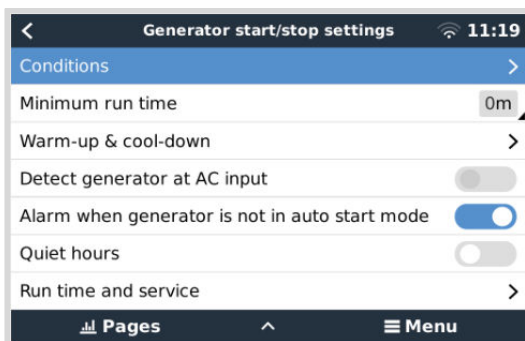 Generator start/stop settings 11:19
Conditions
Minimum run time 0m
Warm-up & cool-down
Detect generator at AC input
Alarm when generator is not in auto start mode
Quiet hours
Run time and service
Pages Menu